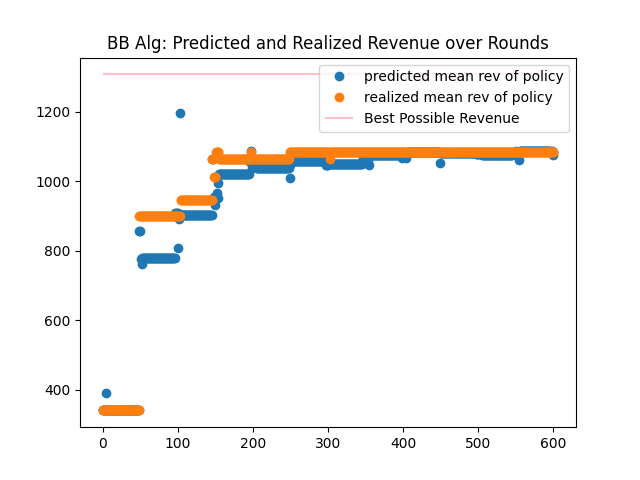 BB Alg: Predicted and Realized Revenue over Rounds
predicted mean rev of policy
realized mean rev of policy
Best Possible Revenue
1200
1000
800
600
400
0 100 200 300 400 500 600